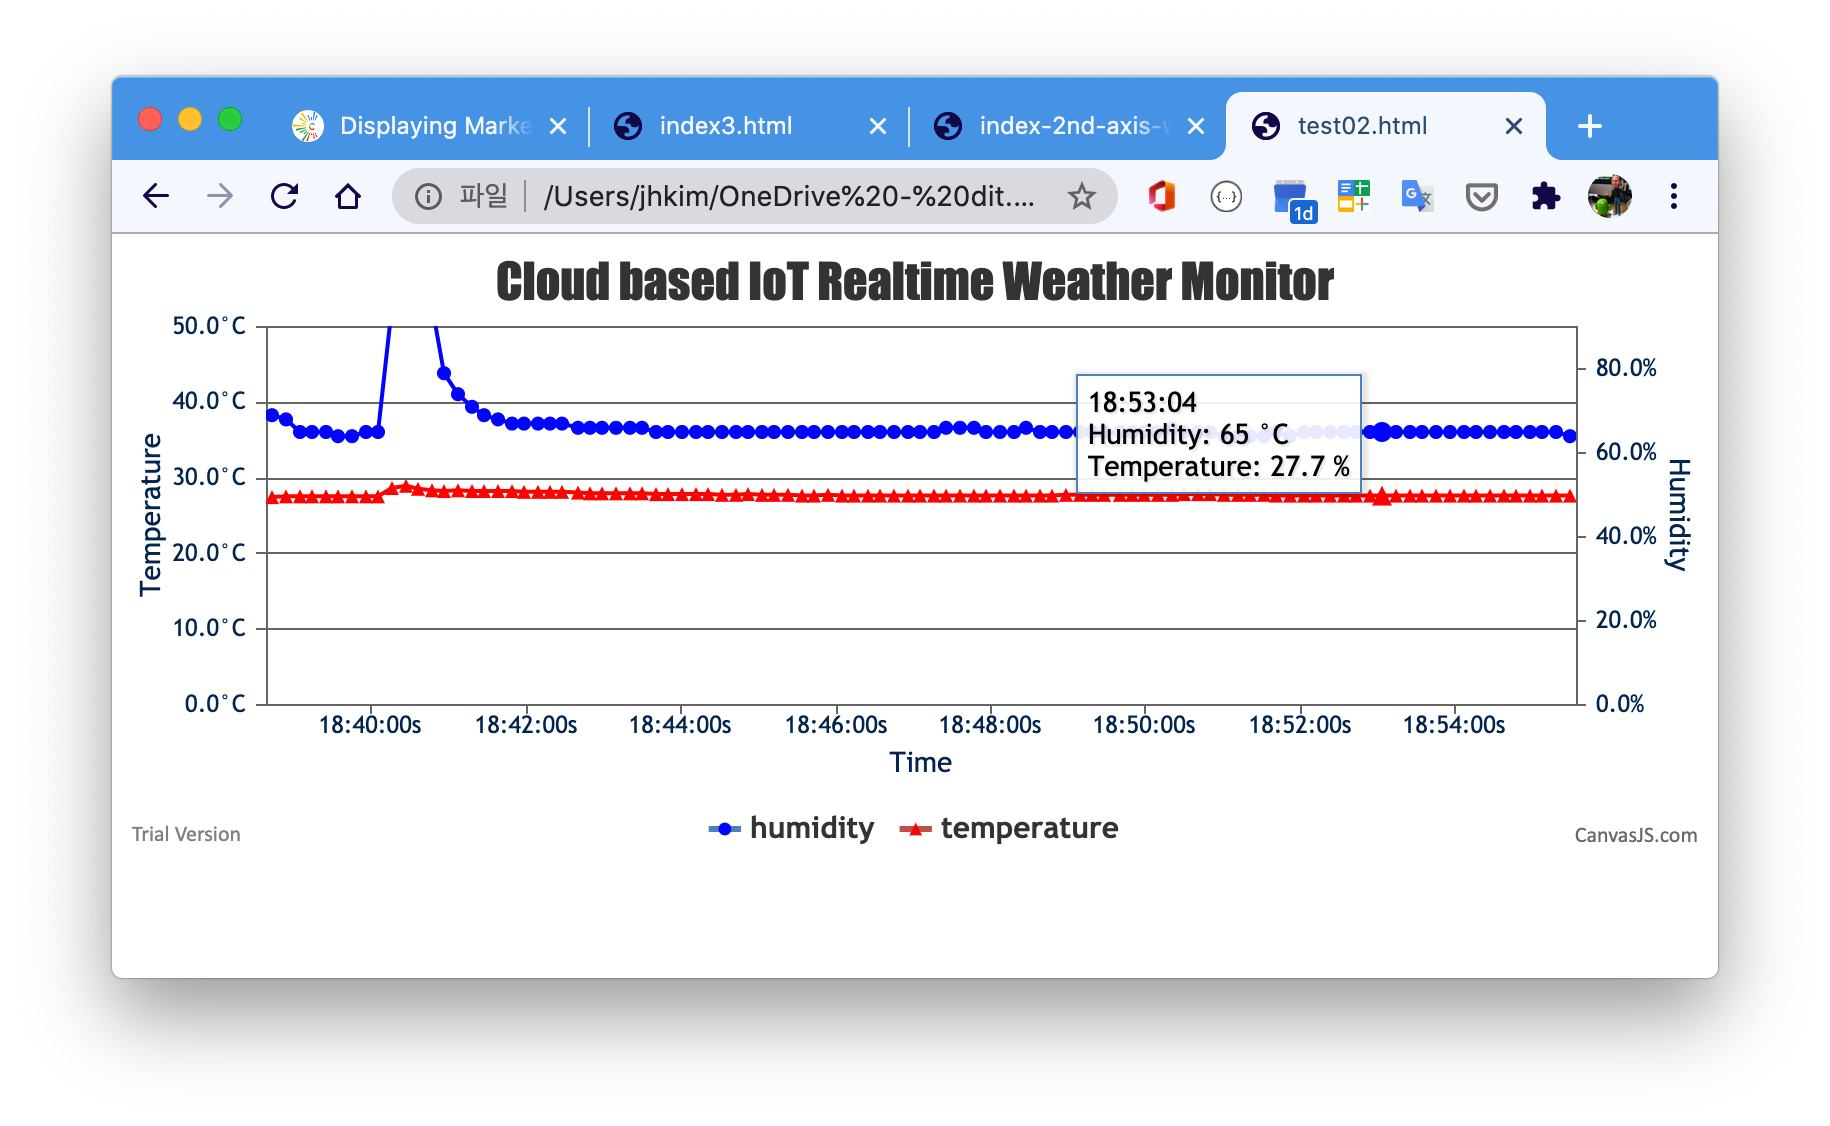 Displaying Marke
index3.html
index-2nd-axis-
test02.html
파일
/Users/jhkim/OneDrive%20-%20dit....
{...}
1d
G
Cloud based IoT Realtime Weather Monitor
50.0°C
40.0°C
30.0°C
20.0°C
10.0°C
0.0°C
Temperature
18:53:04
Humidity: 65 °C
Temperature: 27.7 %
80.0%
60.0%
40.0%
20.0%
0.0%
Humidity
18:40:00s
18:42:00s
18:44:00s
18:46:00s
18:48:00s
18:50:00s
18:52:00s
18:54:00s
Time
humidity
temperature
Trial Version
CanvasJS.com